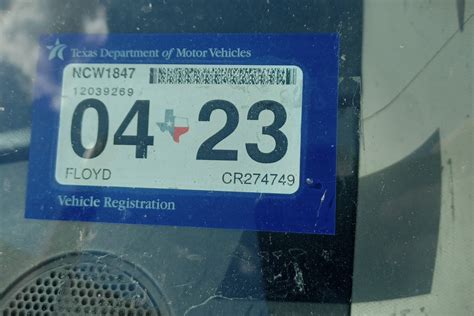 Texas Department of Motor Vehicles
NCW1847
12039269
04 23
FLOYD CR274749
Vehicle Registration